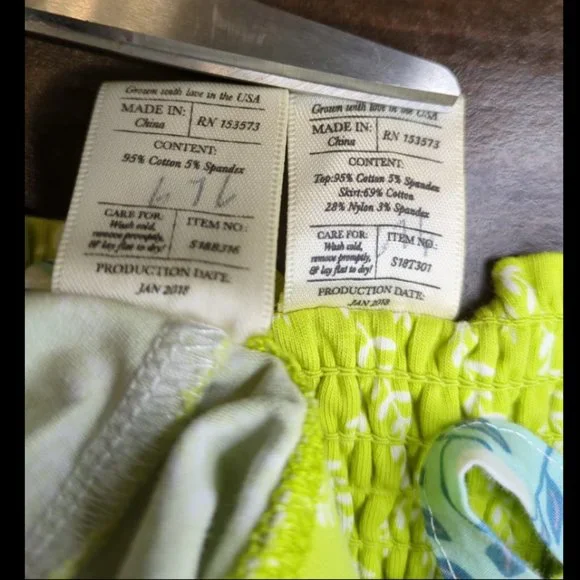 Grown with love in the USA
MADE IN:
China
RN 153573
CONTENT:
95% Cotton 5% Spandex
CARE FOR:
Wash cold,
remove promptly,
& lay flat to dry!
ITEM NO.:
S18B316
PRODUCTION DATE:
JAN 2018
Grown with love in the USA
MADE IN:
China
RN 153573
CONTENT:
Top:95% Cotton 5% Spandex
Skirt:69% Cotton
28% Nylon 3% Spandex
CARE FOR:
Wash cold,
remove promptly,
& lay flat to dry!
ITEM NO.:
S18T301
PRODUCTION DATE:
JAN 2018